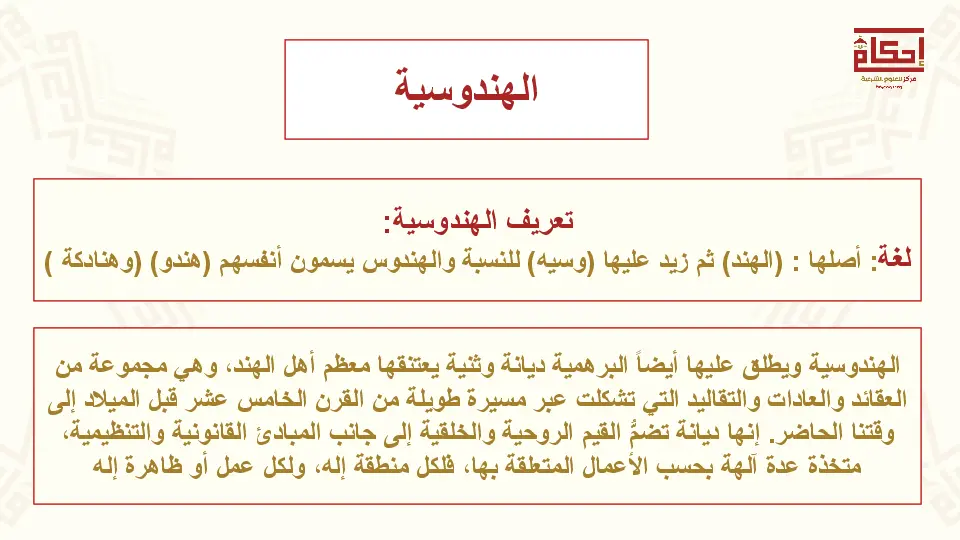 إحكام
مركز للعلوم الشرعية
الهندوسية
تعريف الهندوسية:
لغة: أصلها : (الهند) ثم زيد عليها (وسيه) للنسبة والهندوس يسمون أنفسهم (هندو) (وهنادكة )
الهندوسية ويطلق عليها أيضاً البرهمية ديانة وثنية يعتنقها معظم أهل الهند، وهي مجموعة من
العقائد والعادات والتقاليد التي تشكلت عبر مسيرة طويلة من القرن الخامس عشر قبل الميلاد إلى
وقتنا الحاضر. إنها ديانة تضمُّ القيم الروحية والخلقية إلى جانب المبادئ القانونية والتنظيمية،
متخذة عدة آلهة بحسب الأعمال المتعلقة بها، فلكل منطقة إله، ولكل عمل أو ظاهرة إله